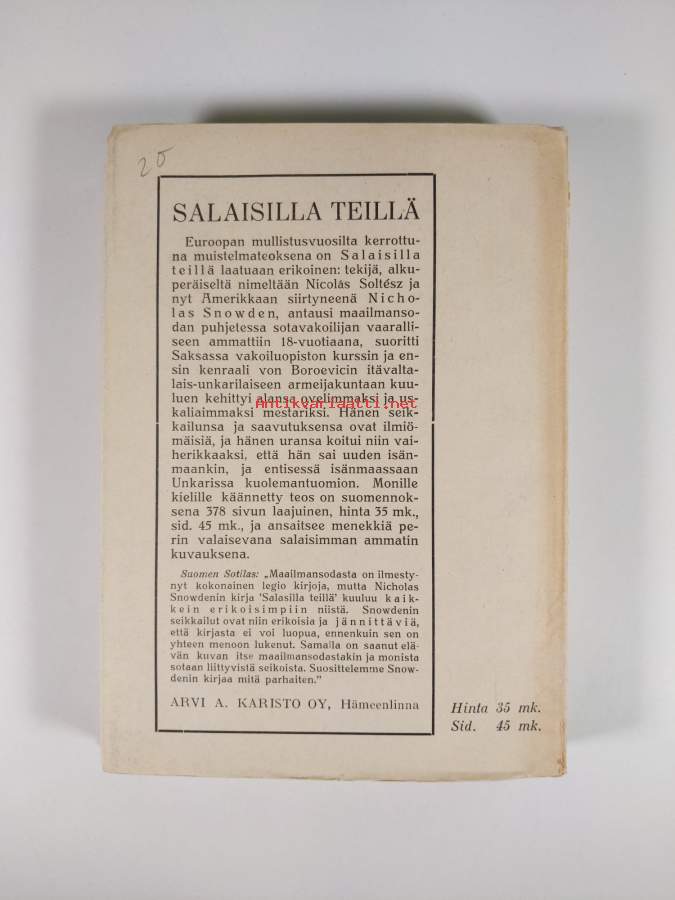 20
SALAISILLA TEILLÄ
Euroopan mullistusvuosilta kerrottu-
na muistelmateoksena on Salaisilla
teillä laatuaan erikoinen: tekijä, alku-
peräiseltä nimeltään Nicolás Soltész ja
nyt Amerikkaan siirtyneenä Nicho-
las Snowden, antausi maailmanso-
dan puhjetessa sotavakoilijan vaaralli-
seen ammattiin 18-vuotiaana, suoritti
Saksassa vakoiluopiston kurssin ja en-
sin kenraali von Boroevicin itävalta-
lais-unkarilaiseen armeijakuntaan kuu-
luen kehittyi alansa ovelimmaksi ja us-
Antikvariaatti.net
kaliaimmaksi mestariksi. Hänen seik-
kailunsa ja saavutuksensa ovat ilmiö-
mäisiä, ja hänen uransa koitui niin vai-
herikkaaksi, että hän sai uuden isän-
maankin, ja entisessä isänmaassaan
Unkarissa kuolemantuomion. Monille
kielille käännetty teos on suomennok-
sena 378 sivun laajuinen, hinta 35 mk.,
sid. 45 mk., ja ansaitsee menekkiä pe-
rin valaisevana salaisimman ammatin
kuvauksena.
Suomen Sotilas: „Maailmansodasta on ilmesty-
nyt kokonainen legio kirjoja, mutta Nicholas
Snowdenin kirja 'Salasilla teillä' kuuluu kaik-
kein erikoisimpiin niistä. Snowdenin
seikkailut ovat niin erikoisia ja jännittäviä,
että kirjasta ei voi luopua, ennenkuin sen on
yhteen menoon lukenut. Samalla on saanut elä-
vän kuvan itse maailmansodastakin ja monista
sotaan liittyvistä seikoista. Suosittelemme Snow-
denin kirjaa mitä parhaiten.”
ARVI A. KARISTO OY, Hämeenlinna
Hinta 35 mk.
Sid. 45 mk.